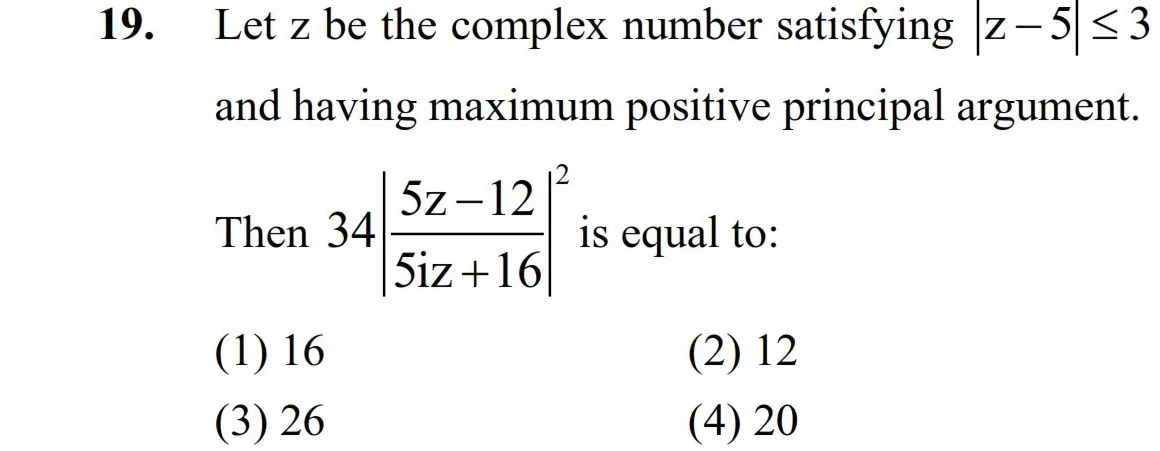 19. Let z be the complex number satisfying |z – 5| ≤ 3
and having maximum positive principal argument.
Then 34|5z – 12 / 5iz + 16|² is equal to:
(1) 16 (2) 12
(3) 26 (4) 20